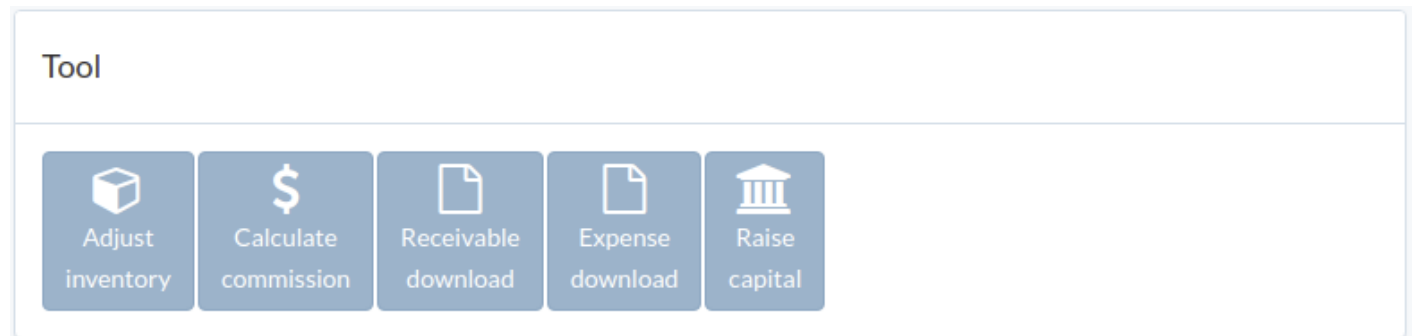 Tool
Adjust
inventory
Calculate
commission
Receivable
download
Expense
download
Raise
capital